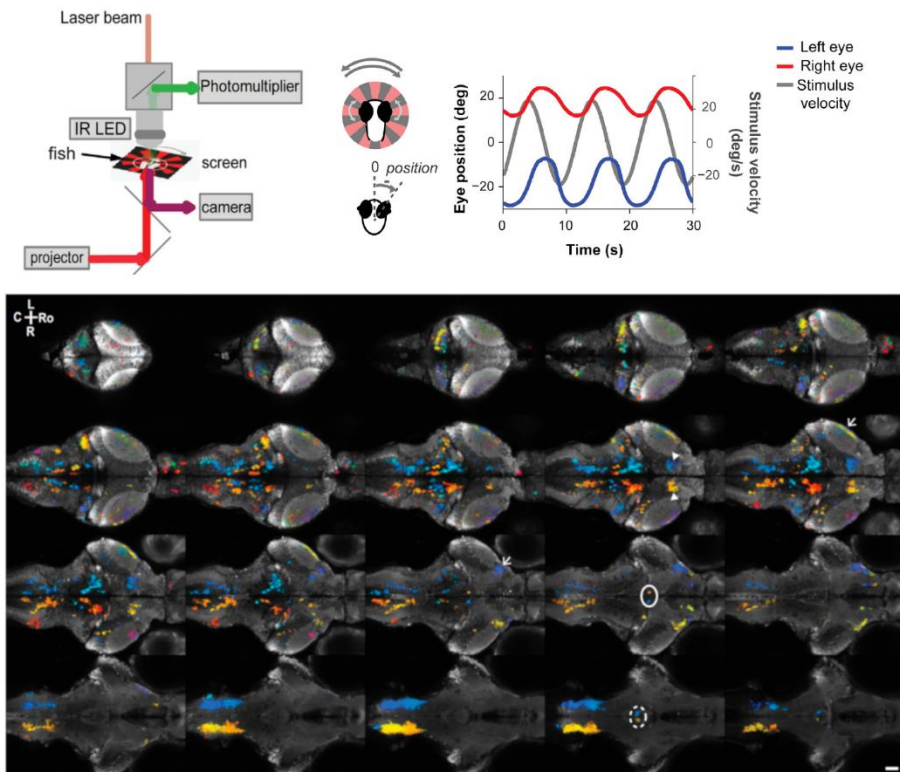 Laser beam
Photomultiplier
IR LED
fish
screen
camera
projector
0 position
Left eye
Right eye
Stimulus
velocity
Eye position (deg)
20
0
−20
20
0
−20
Stimulus velocity
(deg/s)
0 10 20 30
Time (s)
L
C Ro
R